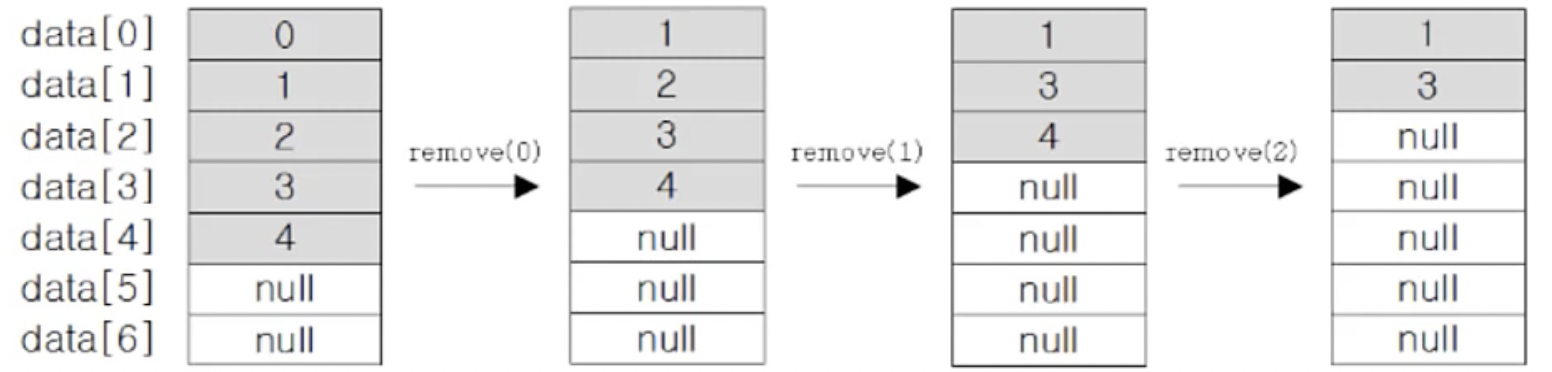 data[0] 0 1 1 1
data[1] 1 2 3 3
data[2] 2 3 4 null
remove(0) remove(1) remove(2)
data[3] 3 4 null null
data[4] 4 null null null
data[5] null null null null
data[6] null null null null